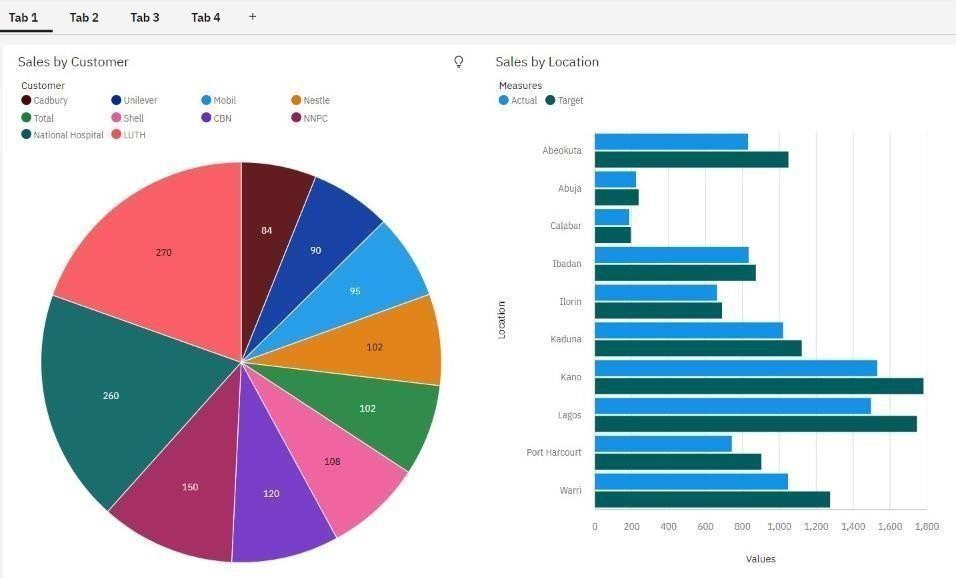 Tab 1 Tab 2 Tab 3 Tab 4 +
Sales by Customer
Customer
Cadbury Unilever Mobil Nestle
Total Shell CBN NNPC
National Hospital LUTH
84
90
95
102
102
108
120
150
260
270
Sales by Location
Measures
Actual Target
Location
Abeokuta
Abuja
Calabar
Ibadan
Ilorin
Kaduna
Kano
Lagos
Port Harcourt
Warri
0 200 400 600 800 1,000 1,200 1,400 1,600 1,800
Values